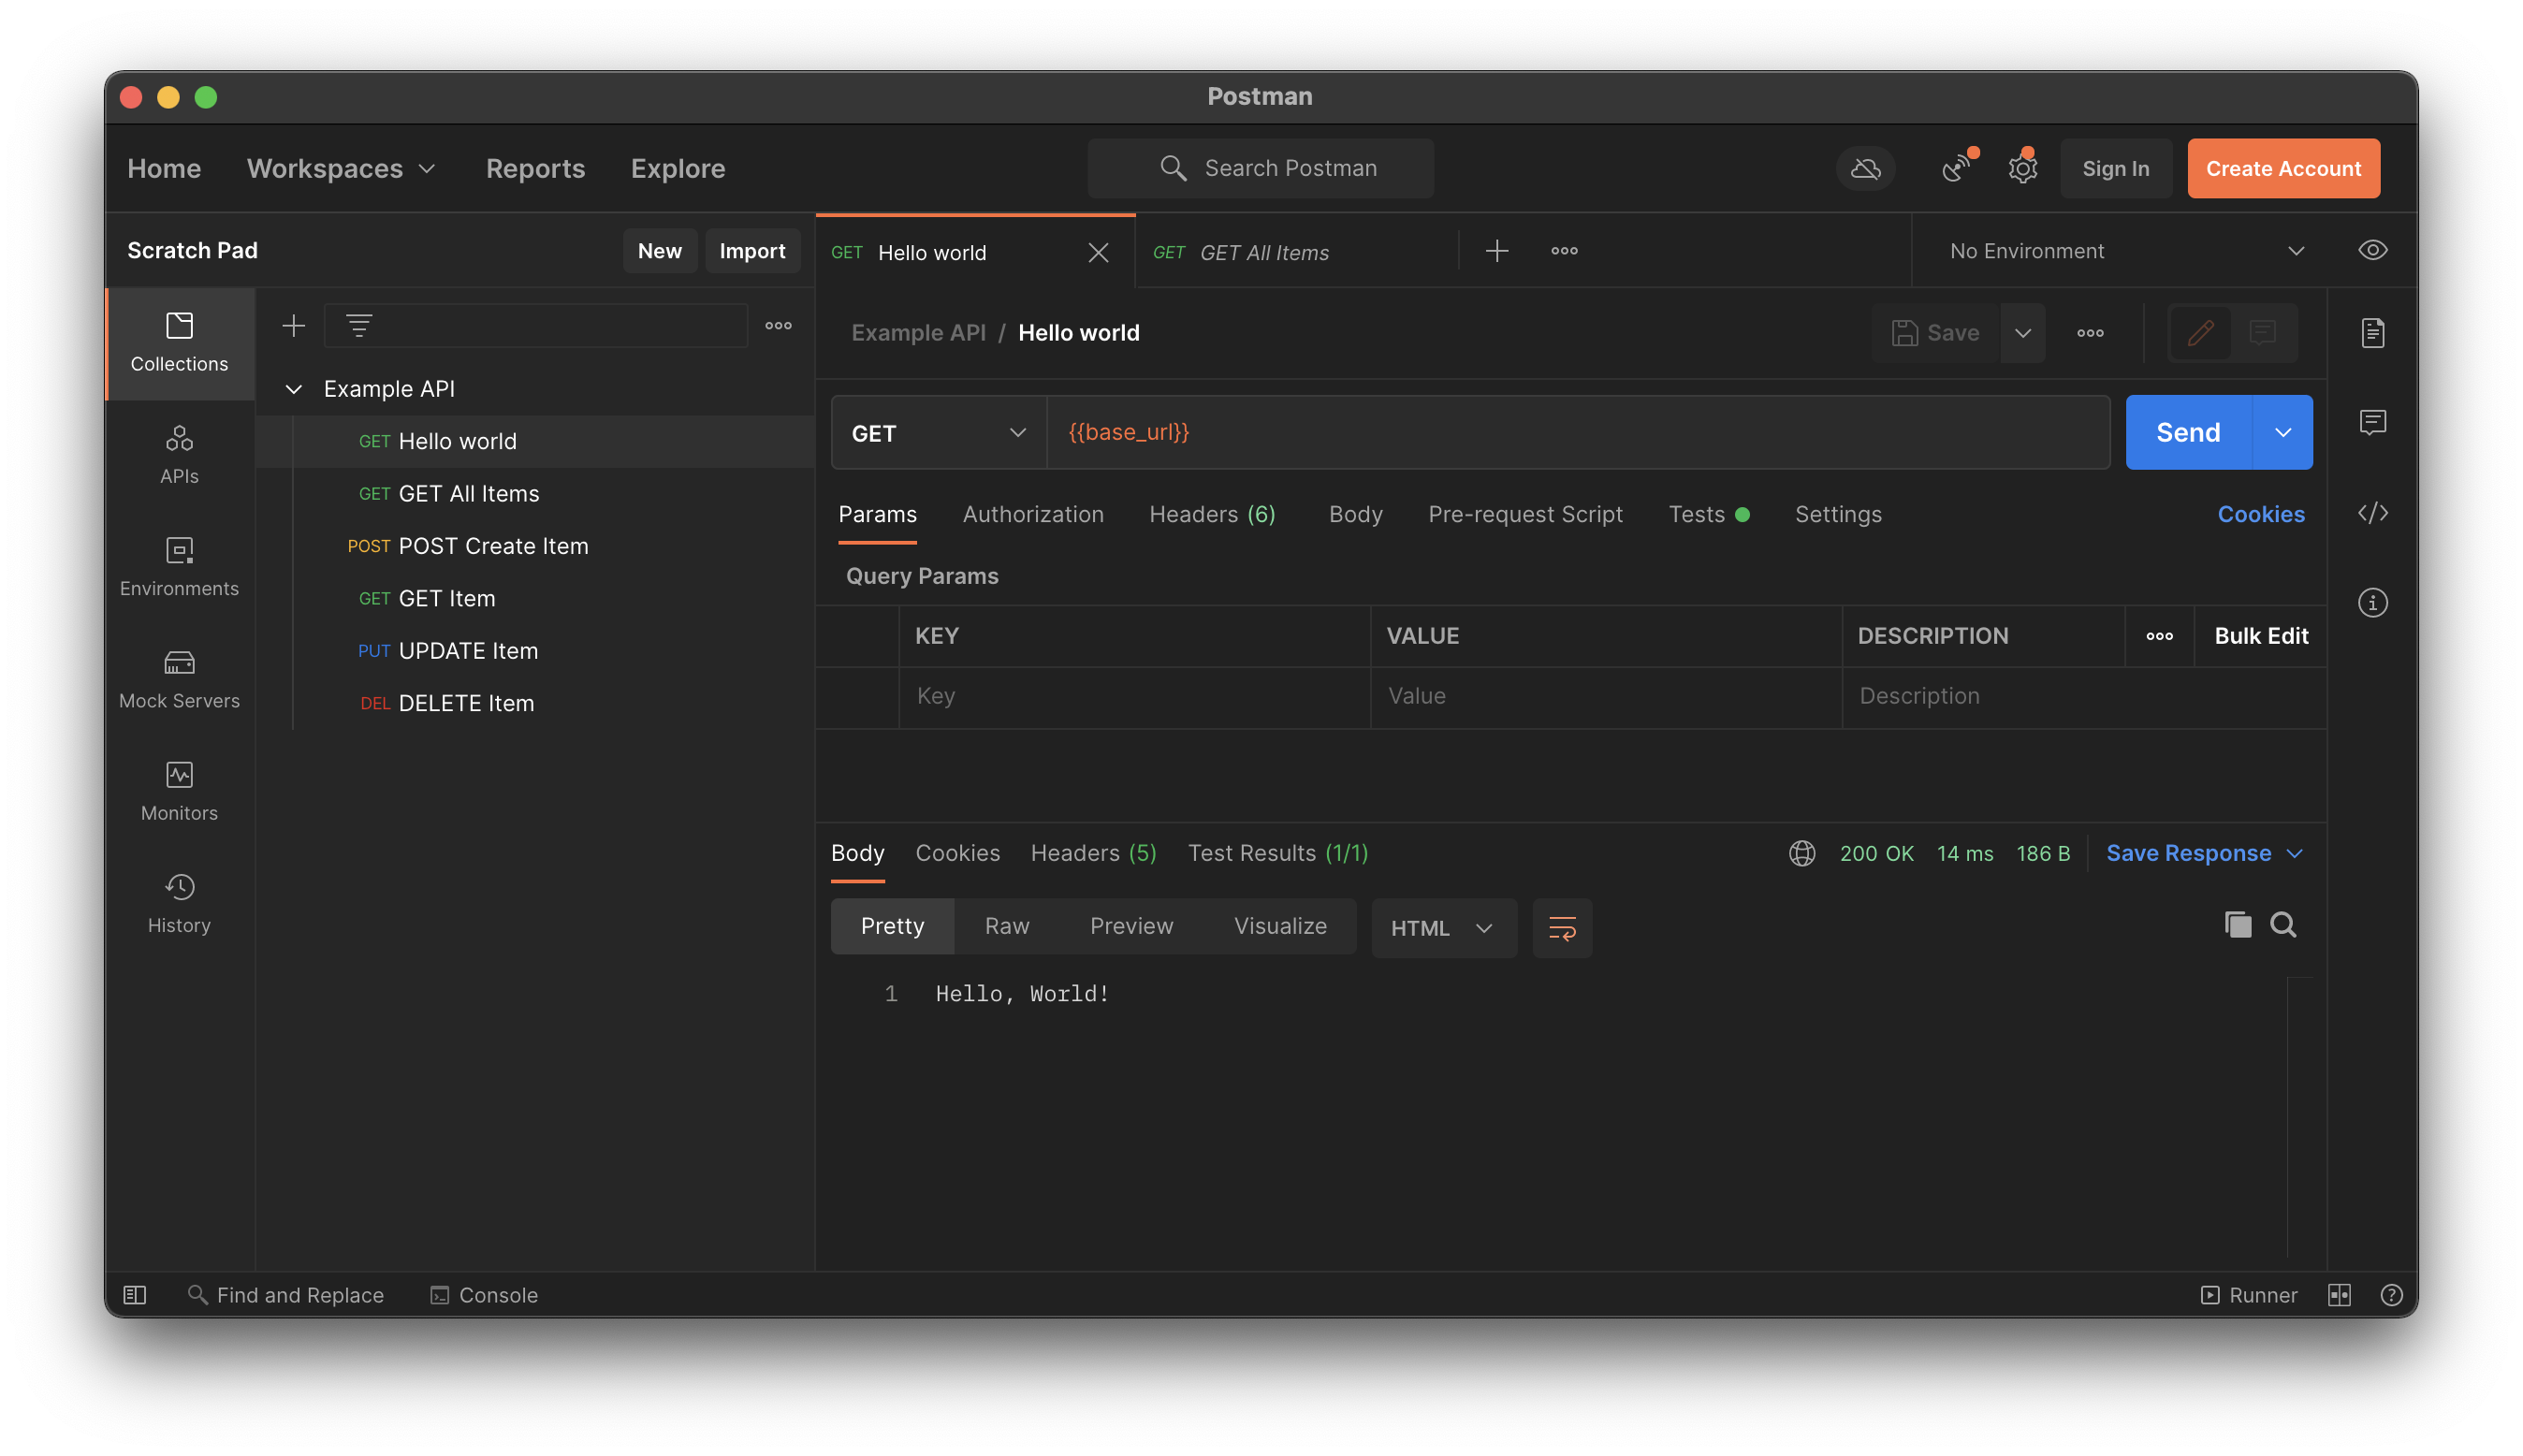 Postman
Home Workspaces Reports Explore
Search Postman
Sign In Create Account
Scratch Pad New Import
GET Hello world
GET GET All Items
No Environment
Collections
APIs
Environments
Mock Servers
Monitors
History
Example API
GET Hello world
GET GET All Items
POST POST Create Item
GET GET Item
PUT UPDATE Item
DEL DELETE Item
Example API / Hello world
Save
GET {{base_url}} Send
Params Authorization Headers (6) Body Pre-request Script Tests Settings Cookies
Query Params
KEY VALUE DESCRIPTION Bulk Edit
Key Value Description
Body Cookies Headers (5) Test Results (1/1) 200 OK 14 ms 186 B Save Response
Pretty Raw Preview Visualize HTML
1 Hello, World!
Find and Replace Console Runner